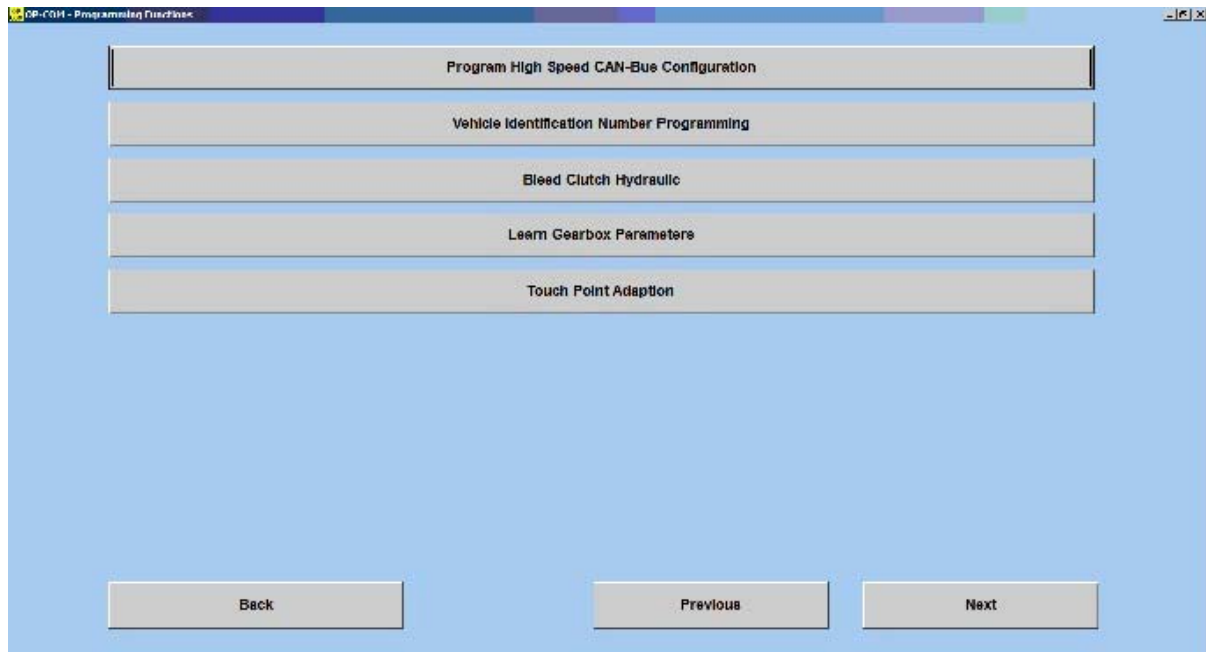 OP-COM - Programming Functions
Program High Speed CAN-Bus Configuration
Vehicle Identification Number Programming
Bleed Clutch Hydraulic
Learn Gearbox Parameters
Touch Point Adaption
Back
Previous
Next